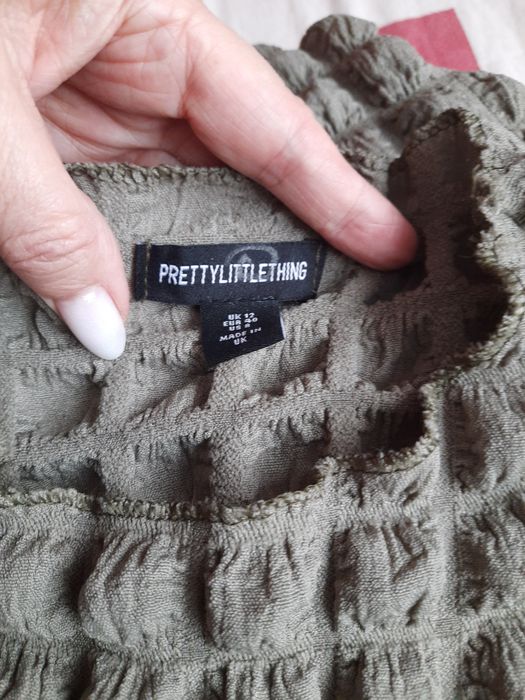 PRETTYLITTLETHING
UK 12
EUR 40
US 8
MADE IN
UK